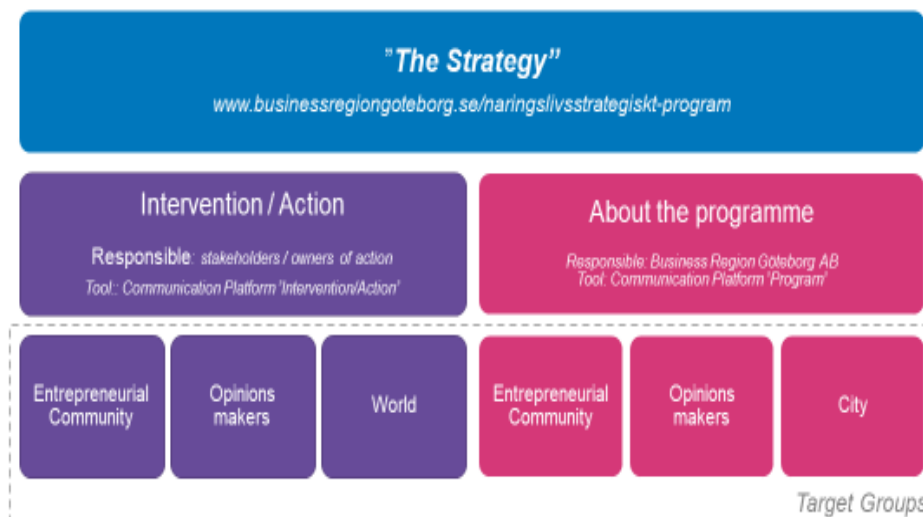 "The Strategy"
www.businessregiongoteborg.se/naringslivsstrategiskt-program
Intervention / Action
Responsible: stakeholders / owners of action
Tool:: Communication Platform 'Intervention/Action'
About the programme
Responsible: Business Region Göteborg AB
Tool: Communication Platform 'Program'
Entrepreneurial
Community
Opinions
makers
World
Entrepreneurial
Community
Opinions
makers
City
Target Groups